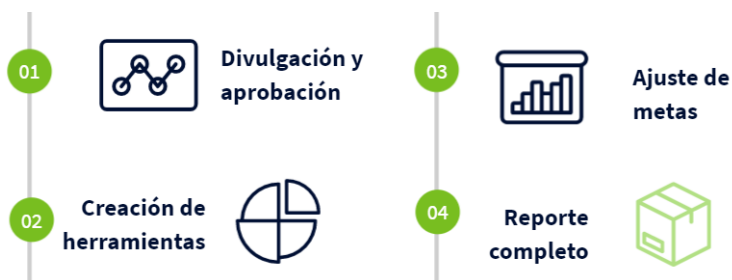 01
Divulgación y
aprobación
02
Creación de
herramientas
03
Ajuste de
metas
04
Reporte
completo